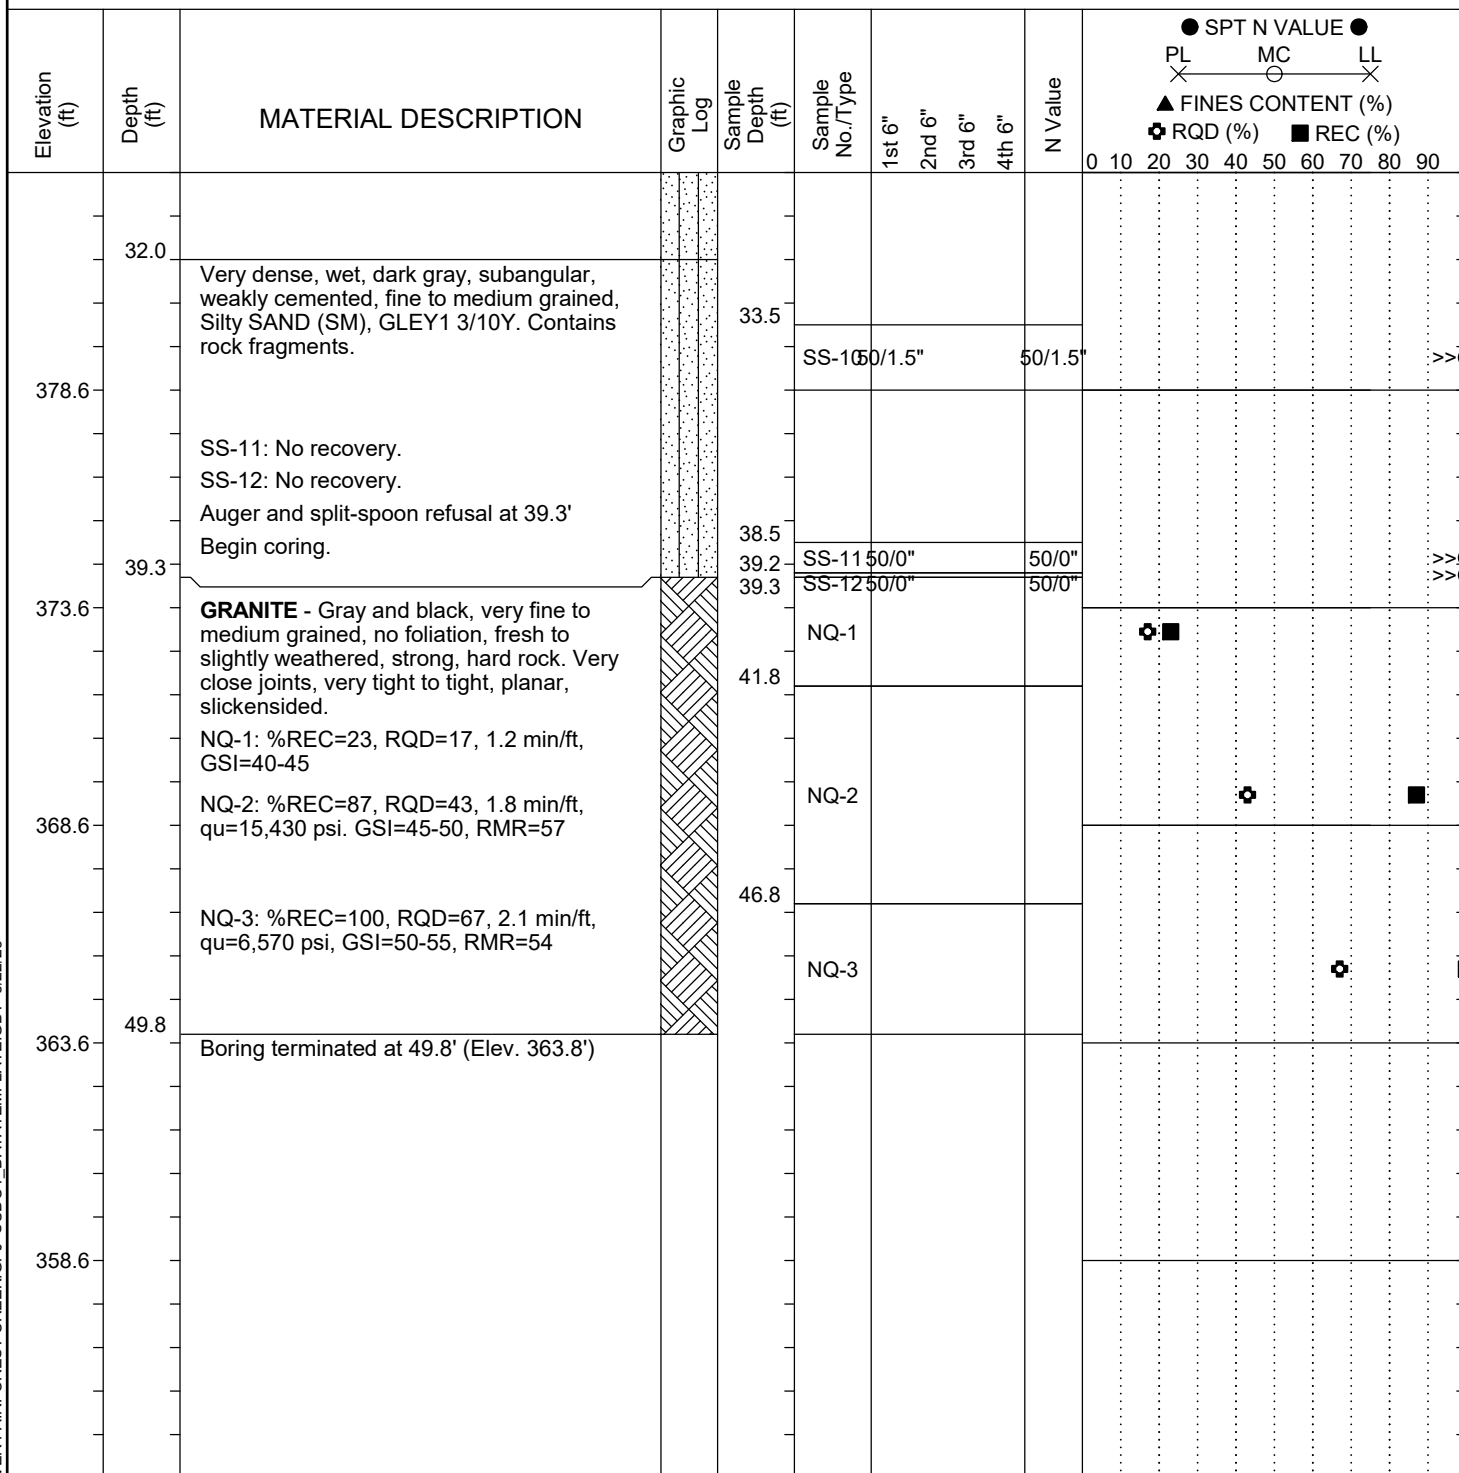 ● SPT N VALUE ●
PL MC LL
▲ FINES CONTENT (%)
RQD (%) ■ REC (%)
0 10 20 30 40 50 60 70 80 90
Elevation (ft)
Depth (ft)
MATERIAL DESCRIPTION
Graphic Log
Sample Depth (ft)
Sample No./Type
1st 6"
2nd 6"
3rd 6"
4th 6"
N Value
32.0
Very dense, wet, dark gray, subangular,
weakly cemented, fine to medium grained,
Silty SAND (SM), GLEY1 3/10Y. Contains
rock fragments.
33.5
SS-10 50/1.5" 50/1.5" >>
378.6
SS-11: No recovery.
SS-12: No recovery.
Auger and split-spoon refusal at 39.3'
Begin coring.
38.5
SS-11 50/0" 50/0" >>
39.2
39.3
SS-12 50/0" 50/0" >>
39.3
373.6
GRANITE - Gray and black, very fine to
medium grained, no foliation, fresh to
slightly weathered, strong, hard rock. Very
close joints, very tight to tight, planar,
slickensided.
NQ-1
41.8
NQ-1: %REC=23, RQD=17, 1.2 min/ft,
GSI=40-45
NQ-2: %REC=87, RQD=43, 1.8 min/ft,
qu=15,430 psi. GSI=45-50, RMR=57
NQ-2
368.6
46.8
NQ-3: %REC=100, RQD=67, 2.1 min/ft,
qu=6,570 psi, GSI=50-55, RMR=54
NQ-3
49.8
363.6
Boring terminated at 49.8' (Elev. 363.8')
358.6